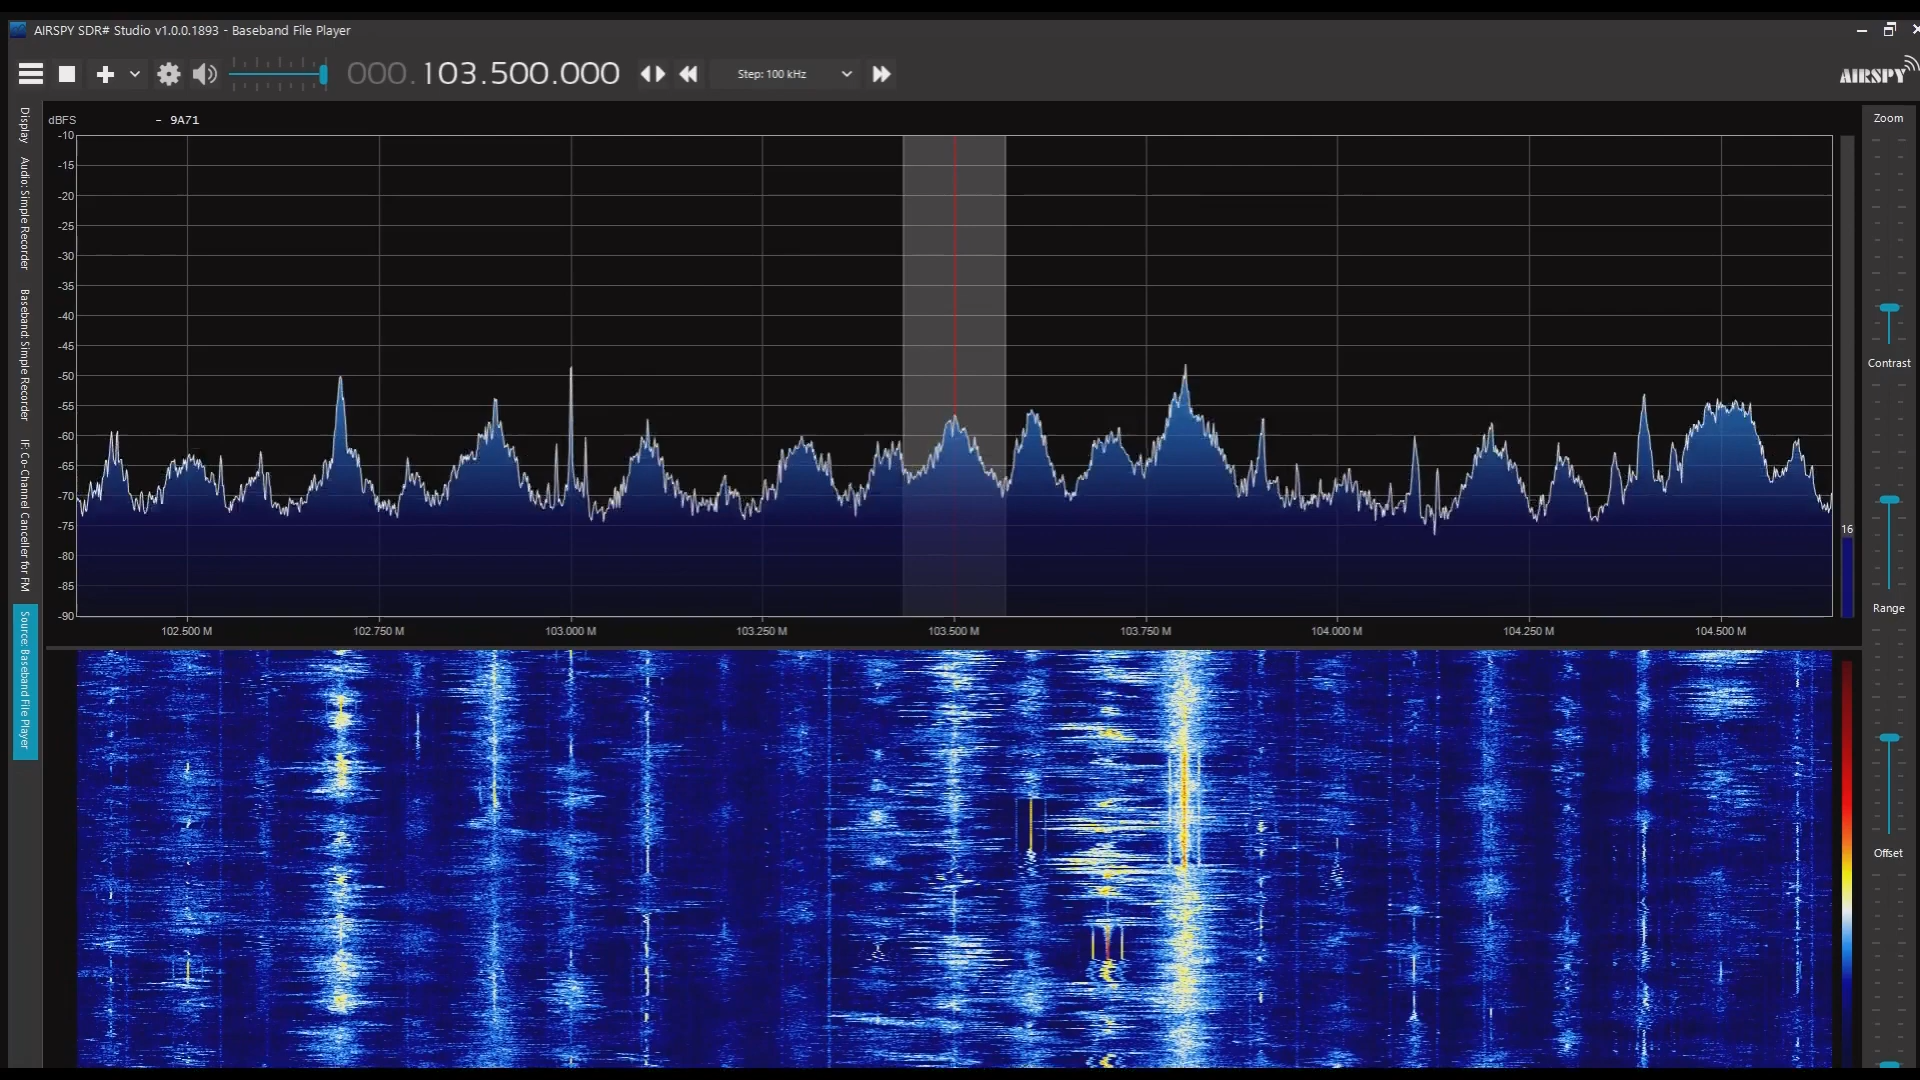 AIRSPY SDR# Studio v1.0.0.1893 - Baseband File Player
000.103.500.000
Step: 100 kHz
AIRSPY
Display
Audio: Simple Recorder
Baseband: Simple Recorder
IF: Co-Channel Canceller for FM
Source: Baseband File Player
dBFS
- 9A71
-10
-15
-20
-25
-30
-35
-40
-45
-50
-55
-60
-65
-70
-75
-80
-85
-90
102.500 M
102.750 M
103.000 M
103.250 M
103.500 M
103.750 M
104.000 M
104.250 M
104.500 M
16
Zoom
Contrast
Range
Offset